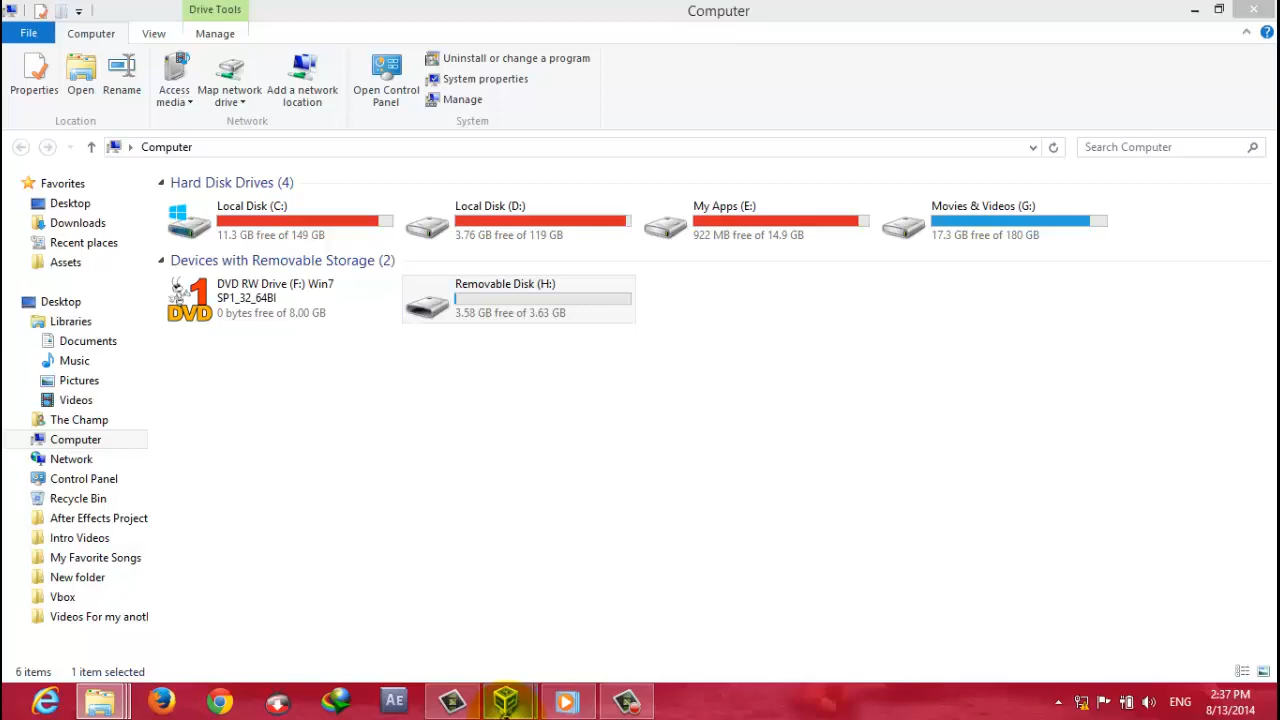 Drive Tools
Computer
File
Computer
View
Manage
Properties
Open
Rename
Access media
Map network drive
Add a network location
Open Control Panel
Uninstall or change a program
System properties
Manage
Location
Network
System
Computer
Search Computer
Favorites
Desktop
Downloads
Recent places
Assets
Desktop
Libraries
Documents
Music
Pictures
Videos
The Champ
Computer
Network
Control Panel
Recycle Bin
After Effects Project
Intro Videos
My Favorite Songs
New folder
Vbox
Videos For my anot
Hard Disk Drives (4)
Local Disk (C:)
11.3 GB free of 149 GB
Local Disk (D:)
3.76 GB free of 119 GB
My Apps (E:)
922 MB free of 14.9 GB
Movies & Videos (G:)
17.3 GB free of 180 GB
Devices with Removable Storage (2)
1
DVD
DVD RW Drive (F:) Win7
SP1_32_64BI
0 bytes free of 8.00 GB
Removable Disk (H:)
3.58 GB free of 3.63 GB
6 items
1 item selected
Ae
ENG
2:37 PM
8/13/2014